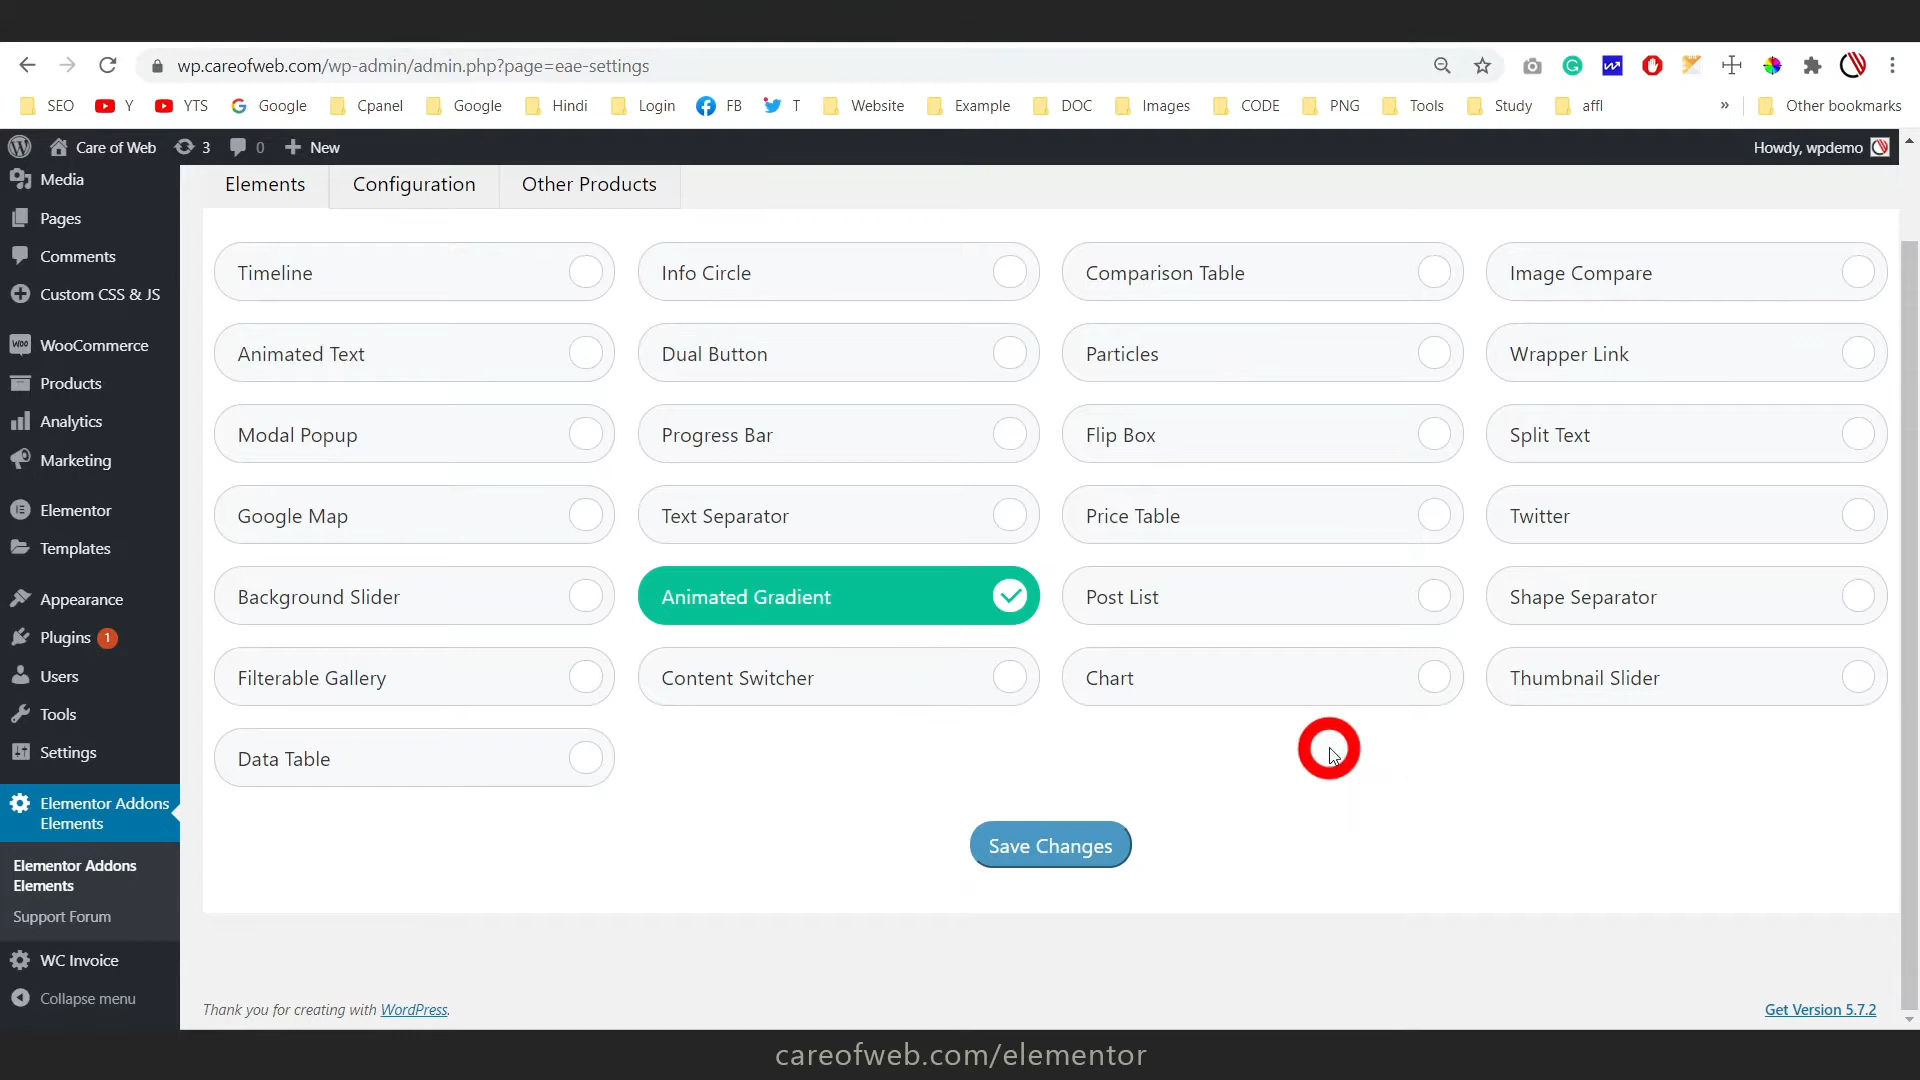 wp.careofweb.com/wp-admin/admin.php?page=eae-settings
SEO Y YTS Google Cpanel Google Hindi Login FB T Website Example DOC Images CODE PNG Tools Study affl » Other bookmarks
Care of Web 3 0 New Howdy, wpdemo
Media
Pages
Comments
Custom CSS & JS
WooCommerce
Products
Analytics
Marketing
Elementor
Templates
Appearance
Plugins 1
Users
Tools
Settings
Elementor Addons
Elements
Elementor Addons
Elements
Support Forum
WC Invoice
Collapse menu
Elements Configuration Other Products
Timeline Info Circle Comparison Table Image Compare
Animated Text Dual Button Particles Wrapper Link
Modal Popup Progress Bar Flip Box Split Text
Google Map Text Separator Price Table Twitter
Background Slider Animated Gradient Post List Shape Separator
Filterable Gallery Content Switcher Chart Thumbnail Slider
Data Table
Save Changes
Thank you for creating with WordPress. Get Version 5.7.2
careofweb.com/elementor